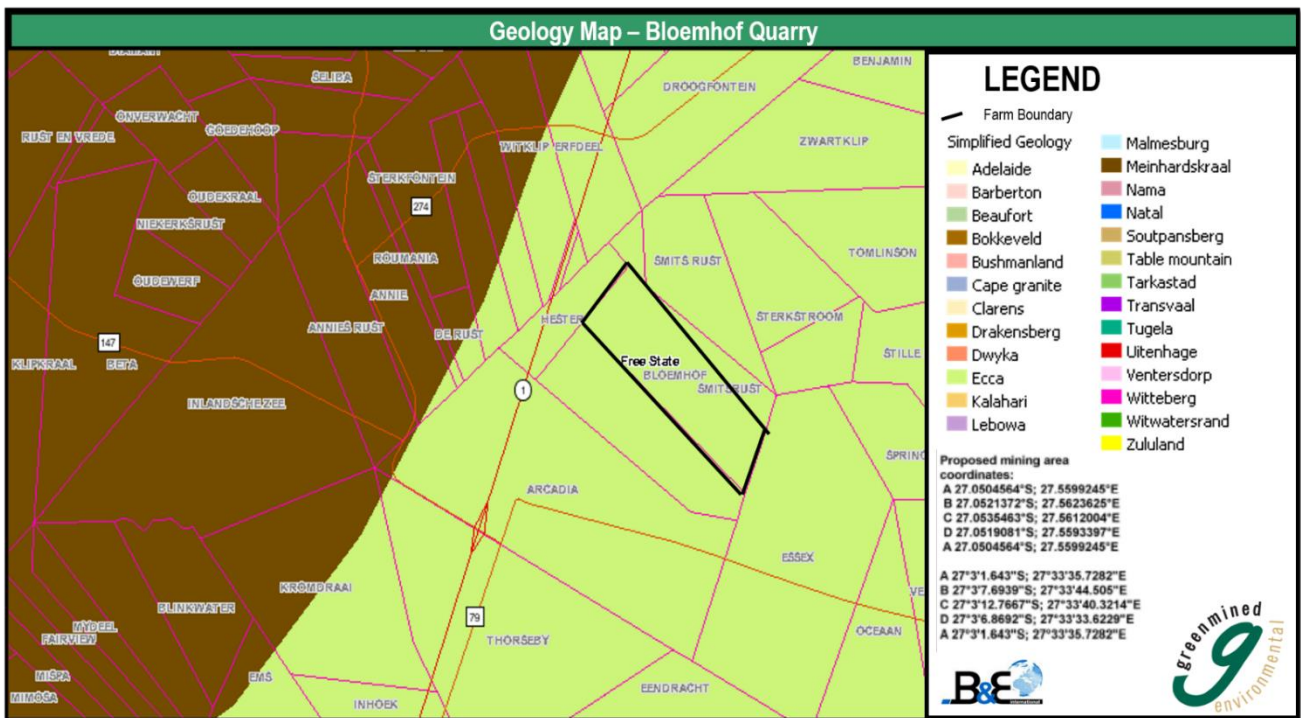 Geology Map – Bloemhof Quarry
BENJAMIN
SELIBA
DROOGFONTEIN
ONVERWACHT
RUST EN VREDE
GOEDEHOOP
WITKLIP ERFDEEL
ZWARTKLIP
STERKFONTEIN
OUDEKRAAL
274
NIEKERKSRUST
ROUMANIA
SMITS RUST
TOMLINSON
OUDEWERF
ANNIE
HESTER
STERKSTROOM
ANNIES RUST
DE RUST
147
STILLE
KLIPKRAAL
BETA
Free State
BLOEMHOF
SMITSRUST
1
INLANDSCHE ZEE
SPRING
ARCADIA
ESSEX
KROMDRAAI
VE
BLINKWATER
79
MYDEEL
FAIRVIEW
THORSEBY
OCEAAN
MISPA
EMS
MIMOSA
INHOEK
EENDRACHT
LEGEND
Farm Boundary
Simplified Geology
Adelaide
Barberton
Beaufort
Bokkeveld
Bushmanland
Cape granite
Clarens
Drakensberg
Dwyka
Ecca
Kalahari
Lebowa
Malmesburg
Meinhardskraal
Nama
Natal
Soutpansberg
Table mountain
Tarkastad
Transvaal
Tugela
Uitenhage
Ventersdorp
Witteberg
Witwatersrand
Zululand
Proposed mining area
coordinates:
A 27.0504564"S; 27.5599245"E
B 27.0521372"S; 27.5623625"E
C 27.0535463"S; 27.5612004"E
D 27.0519081"S; 27.5593397"E
A 27.0504564"S; 27.5599245"E
A 27°3'1.643"S; 27°33'35.7282"E
B 27°3'7.6939"S; 27°33'44.505"E
C 27°3'12.7667"S; 27°33'40.3214"E
D 27°3'6.8692"S; 27°33'33.6229"E
A 27°3'1.643"S; 27°33'35.7282"E
B&E
international
greenmined
g
environmental